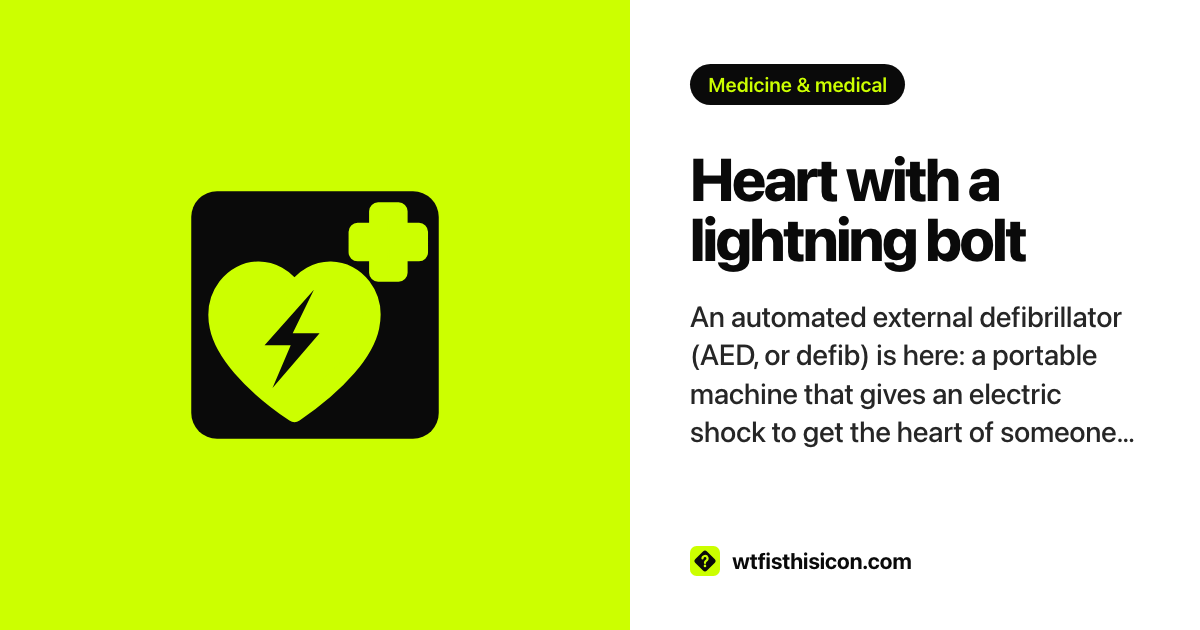 Medicine & medical
Heart with a
lightning bolt
An automated external defibrillator
(AED, or defib) is here: a portable
machine that gives an electric
shock to get the heart of someone…
?
wtfisthisicon.com